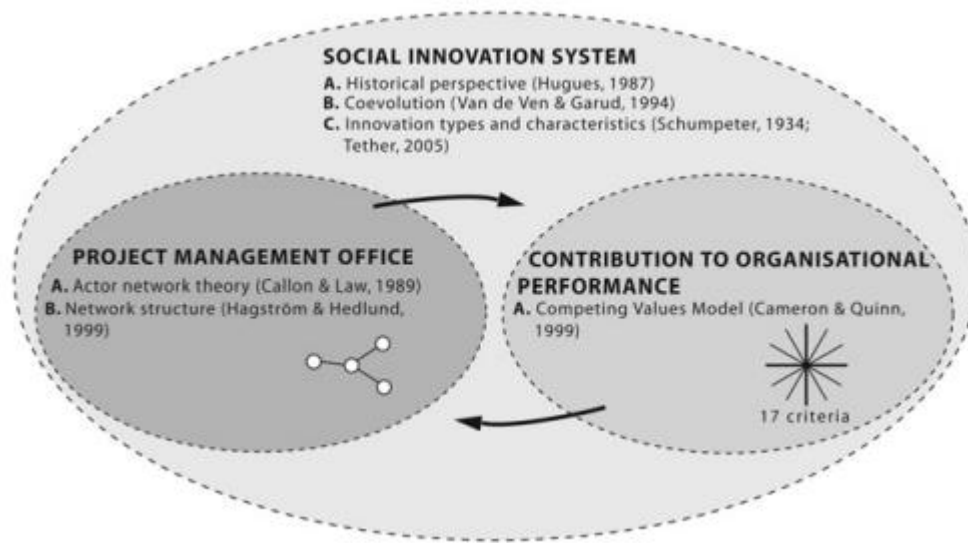 SOCIAL INNOVATION SYSTEM
A. Historical perspective (Hugues, 1987)
B. Coevolution (Van de Ven & Garud, 1994)
C. Innovation types and characteristics (Schumpeter, 1934;
Tether, 2005)
PROJECT MANAGEMENT OFFICE
A. Actor network theory (Callon & Law, 1989)
B. Network structure (Hagström & Hedlund,
1999)
CONTRIBUTION TO ORGANISATIONAL
PERFORMANCE
A. Competing Values Model (Cameron & Quinn,
1999)
17 criteria